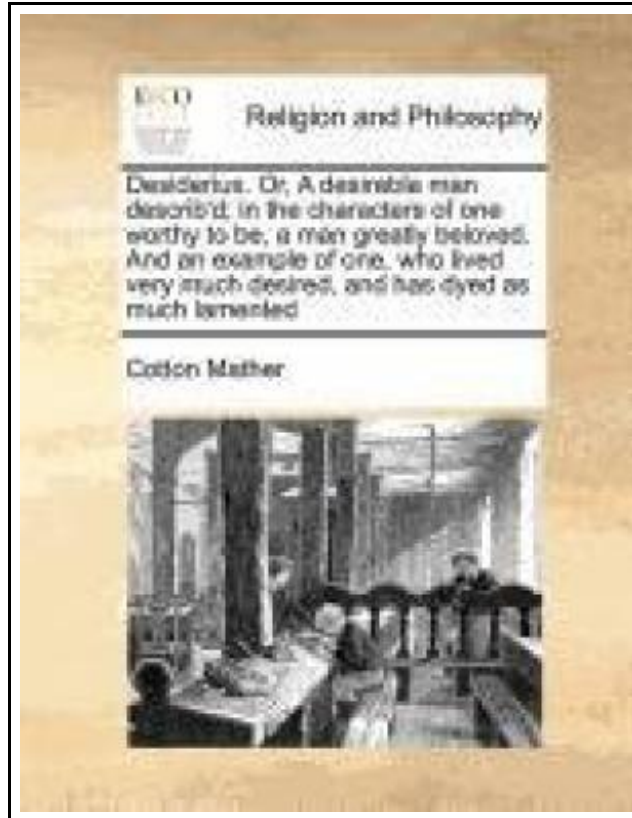 ECCO
Religion and Philosophy
Desiderius. Or, A desirable man
describ'd; in the characters of one
worthy to be, a man greatly beloved.
And an example of one, who lived
very much desired, and has dyed as
much lamented
Cotton Mather